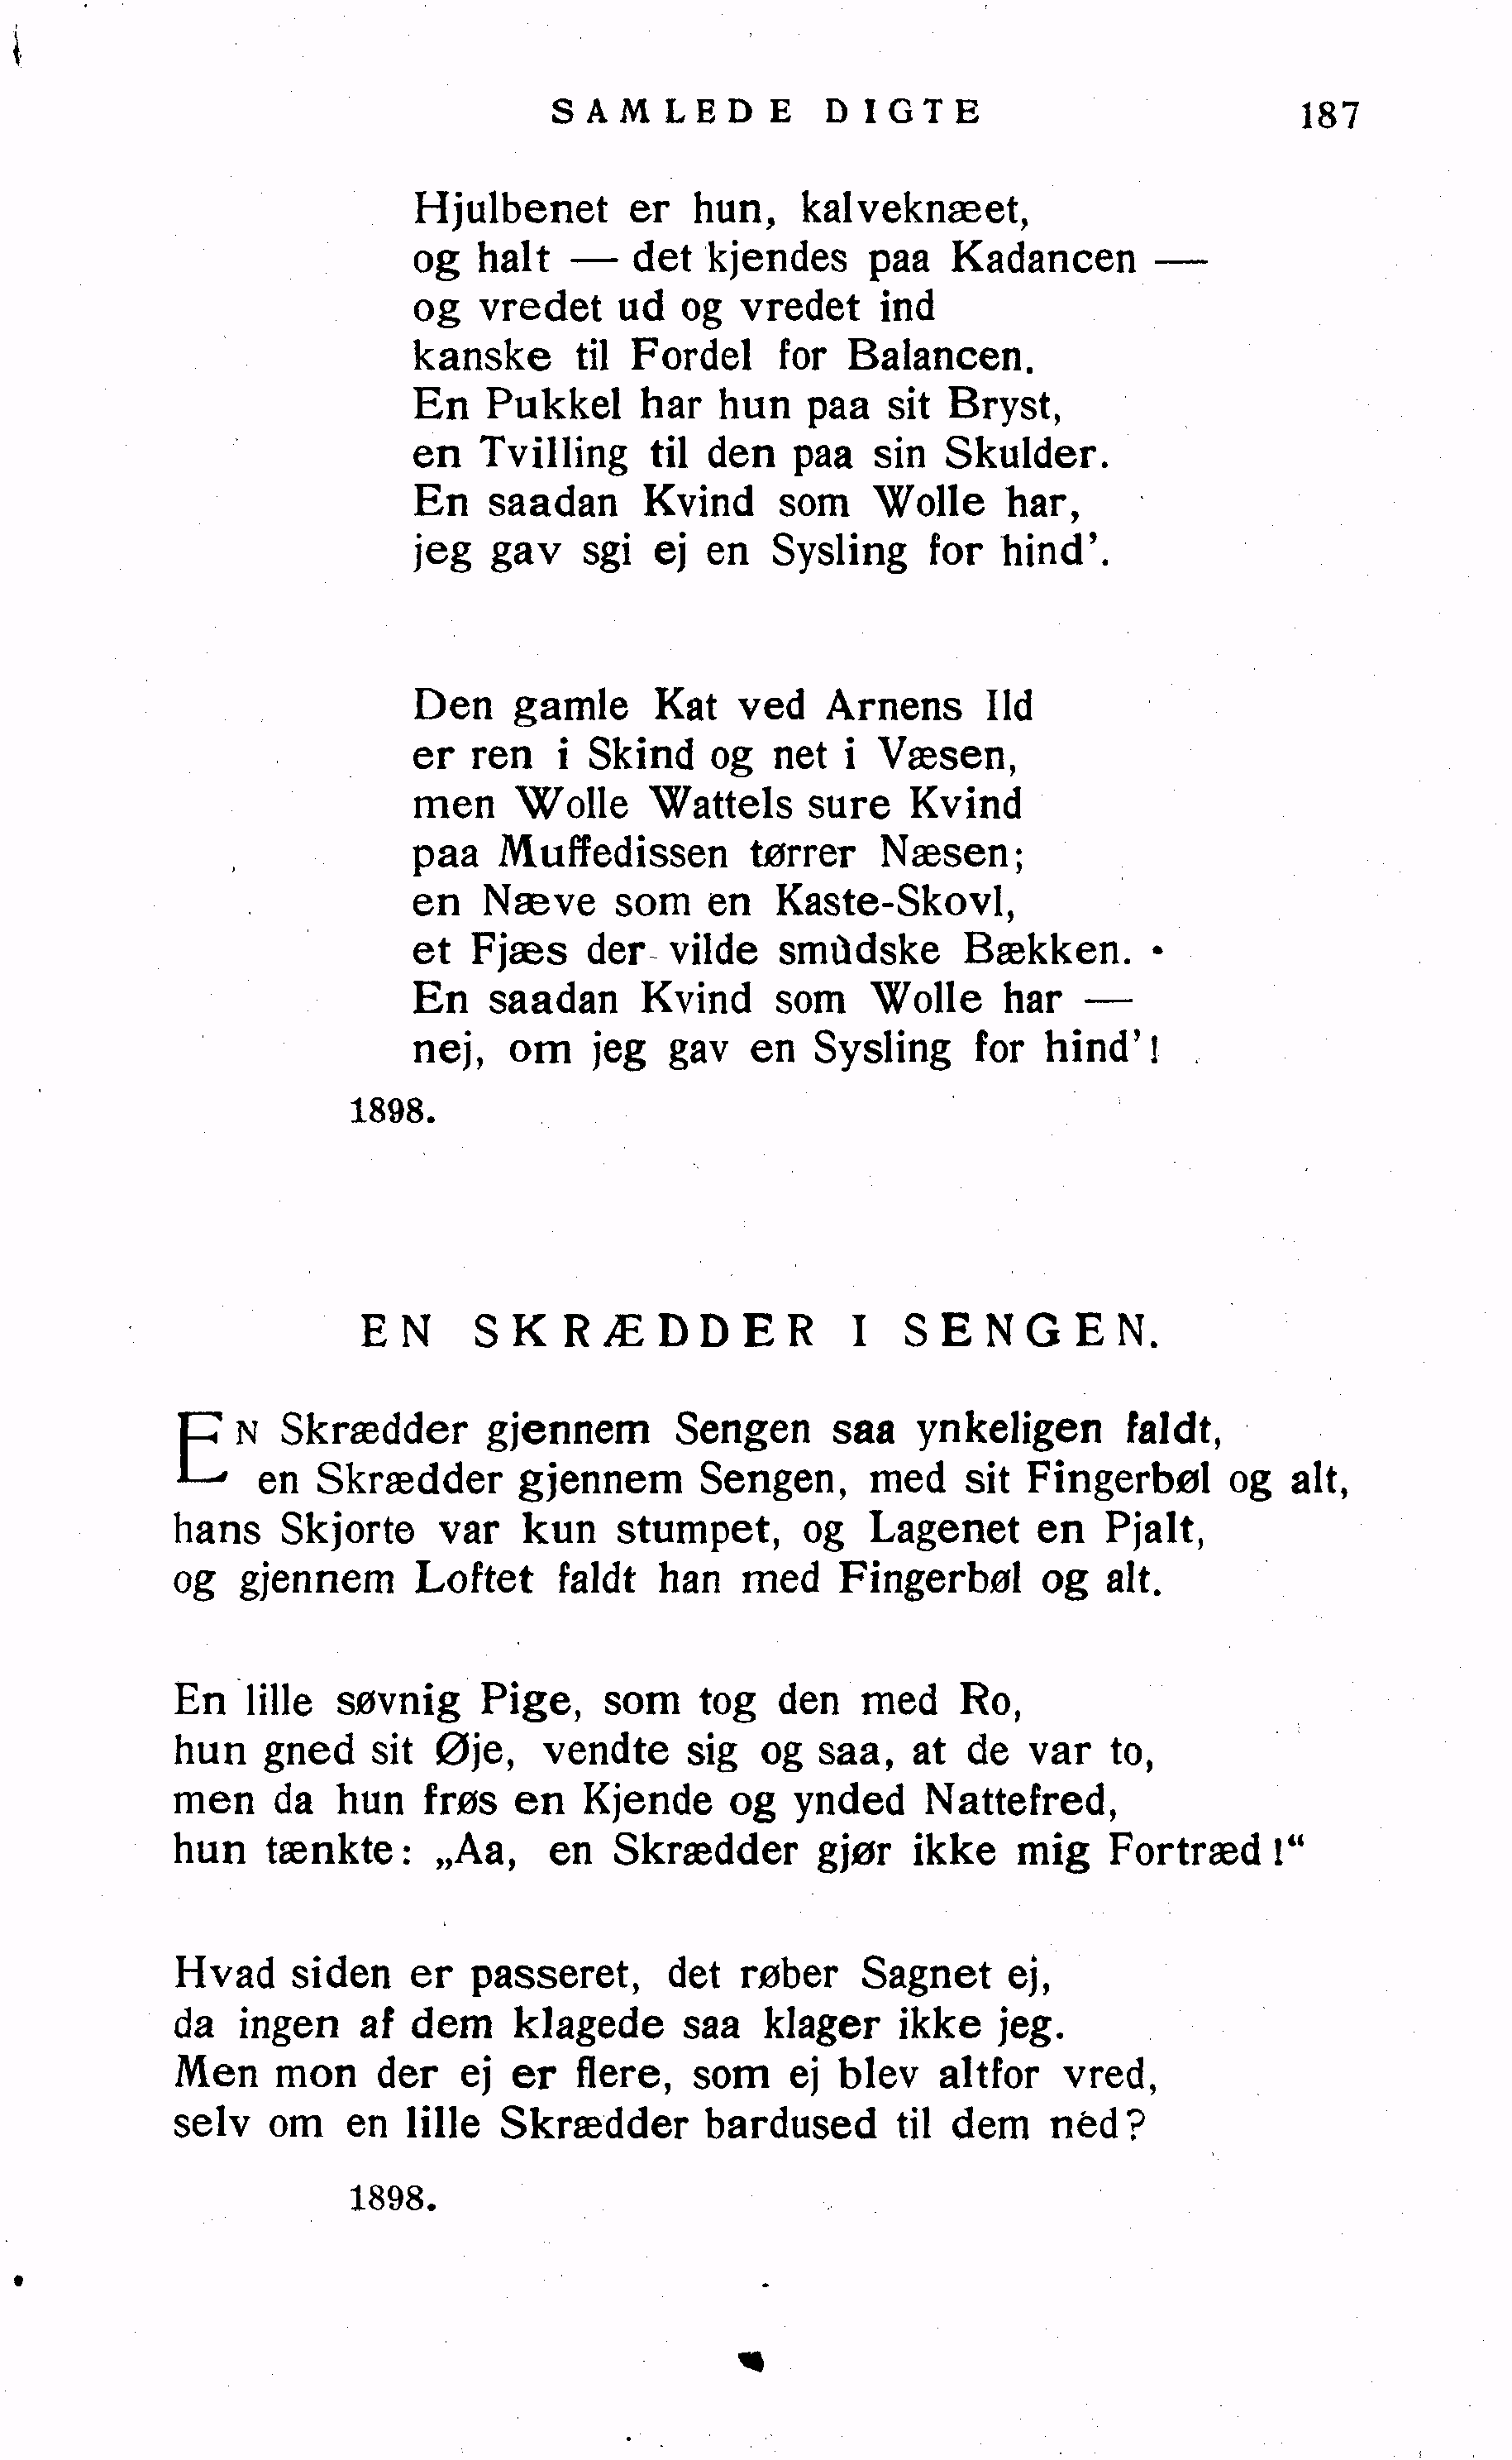 SAMLEDE DIGTE 187
Hjulbenet er hun, kalveknæet,
og halt — det kjendes paa Kadancen —
og vredet ud og vredet ind
kanske til Fordel for Balancen.
En Pukkel har hun paa sit Bryst,
en Tvilling til den paa sin Skulder.
En saadan Kvind som Wolle har,
jeg gav sgi ej en Sysling for hind'.
Den gamle Kat ved Arnens Ild
er ren i Skind og net i Væsen,
men Wolle Wattels sure Kvind
paa Muffedissen tørrer Næsen;
en Næve som en Kaste-Skovl,
et Fjæs der vilde smudske Bækken.
En saadan Kvind som Wolle har —
nej, om jeg gav en Sysling for hind'!
1898.
EN SKRÆDDER I SENGEN.
EN Skrædder gjennem Sengen saa ynkeligen faldt,
en Skrædder gjennem Sengen, med sit Fingerbøl og alt,
hans Skjorte var kun stumpet, og Lagenet en Pjalt,
og gjennem Loftet faldt han med Fingerbøl og alt.
En lille søvnig Pige, som tog den med Ro,
hun gned sit Øje, vendte sig og saa, at de var to,
men da hun frøs en Kjende og ynded Nattefred,
hun tænkte: „Aa, en Skrædder gjør ikke mig Fortræd!“
Hvad siden er passeret, det røber Sagnet ej,
da ingen af dem klagede saa klager ikke jeg.
Men mon der ej er flere, som ej blev altfor vred,
selv om en lille Skrædder bardused til dem ned?
1898.